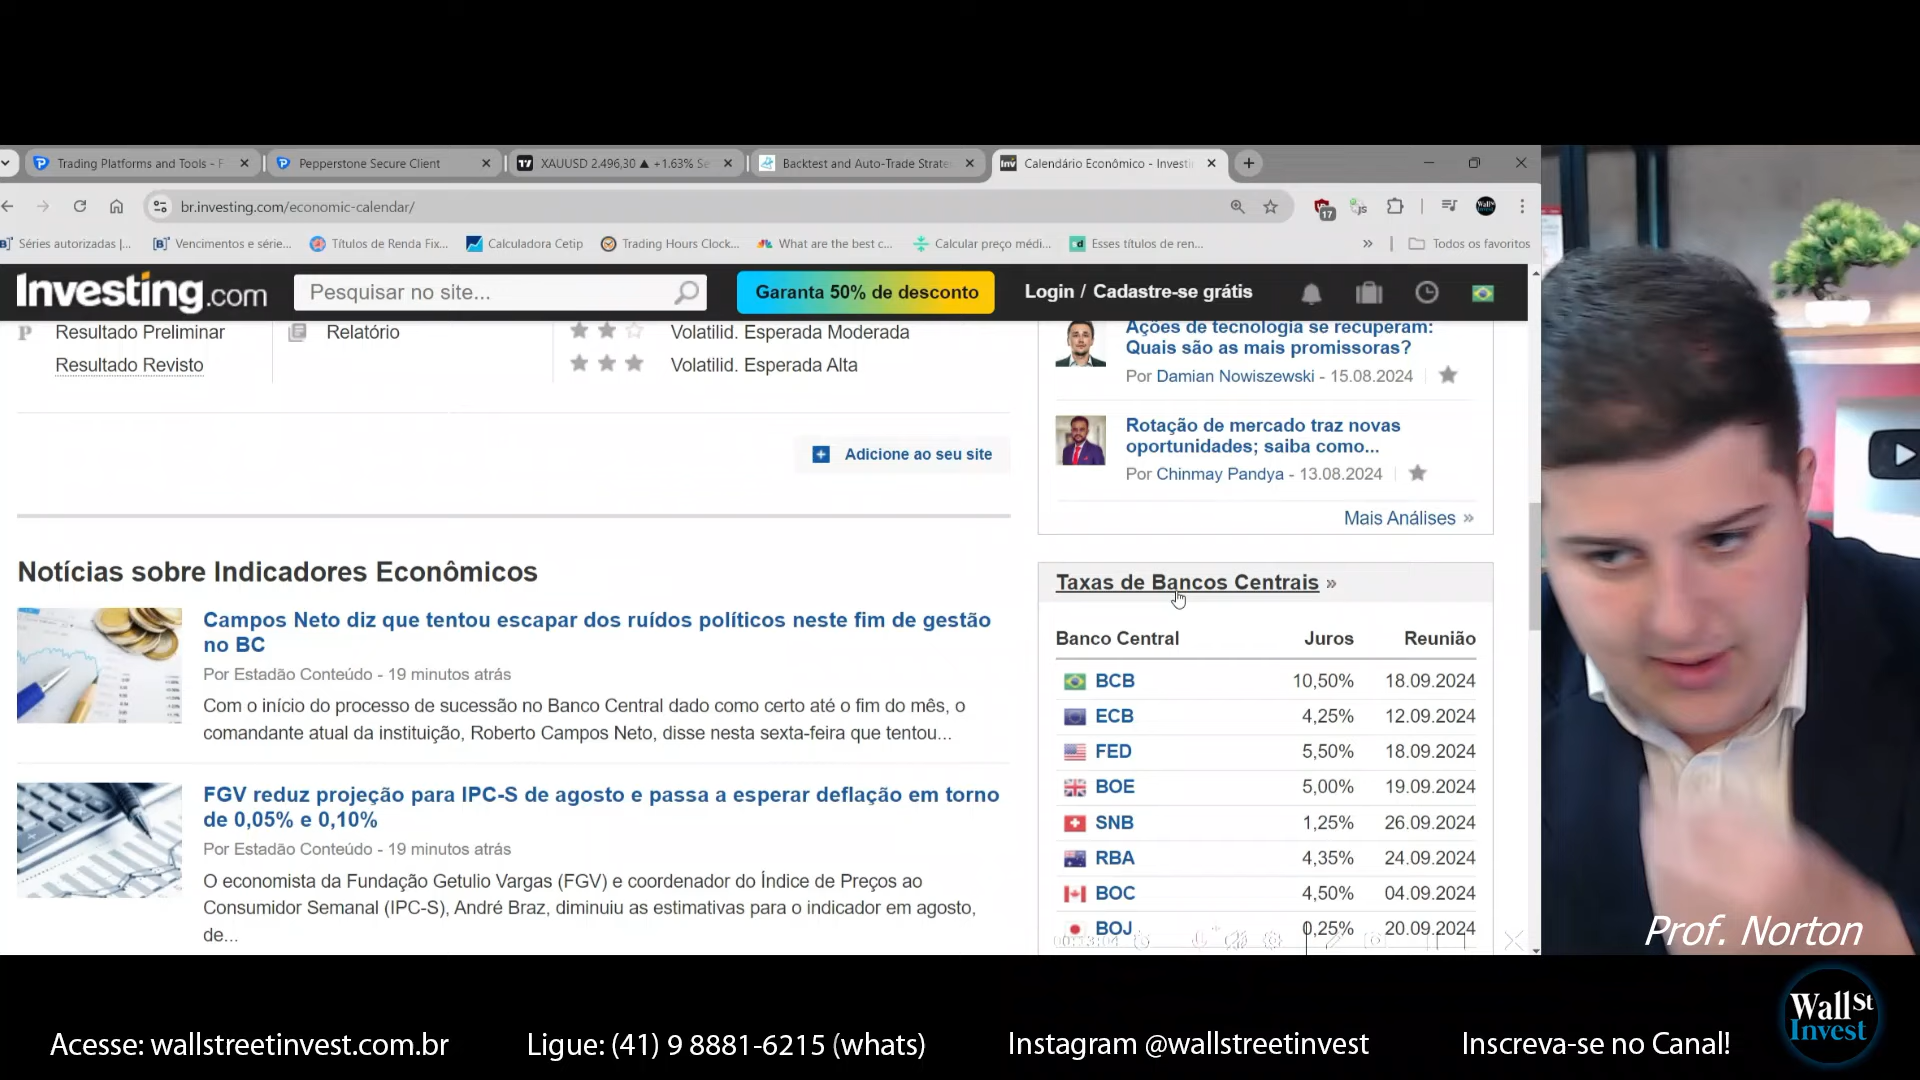 Trading Platforms and Tools - F
Pepperstone Secure Client
XAUUSD 2.496,30 ▲ +1.63% Se
Backtest and Auto-Trade Strate
Calendário Econômico - Investi
br.investing.com/economic-calendar/
17
Séries autorizadas |...
Vencimentos e série...
Títulos de Renda Fix...
Calculadora Cetip
Trading Hours Clock...
What are the best c...
Calcular preço médi...
Esses títulos de ren...
»
Todos os favoritos
Investing.com
Pesquisar no site...
Garanta 50% de desconto
Login / Cadastre-se grátis
P Resultado Preliminar
Relatório
Volatilid. Esperada Moderada
Resultado Revisto
Volatilid. Esperada Alta
Adicione ao seu site
Notícias sobre Indicadores Econômicos
Campos Neto diz que tentou escapar dos ruídos políticos neste fim de gestão
no BC
Por Estadão Conteúdo - 19 minutos atrás
Com o início do processo de sucessão no Banco Central dado como certo até o fim do mês, o
comandante atual da instituição, Roberto Campos Neto, disse nesta sexta-feira que tentou...
FGV reduz projeção para IPC-S de agosto e passa a esperar deflação em torno
de 0,05% e 0,10%
Por Estadão Conteúdo - 19 minutos atrás
O economista da Fundação Getulio Vargas (FGV) e coordenador do Índice de Preços ao
Consumidor Semanal (IPC-S), André Braz, diminuiu as estimativas para o indicador em agosto,
de...
Ações de tecnologia se recuperam:
Quais são as mais promissoras?
Por Damian Nowiszewski - 15.08.2024
Rotação de mercado traz novas
oportunidades; saiba como...
Por Chinmay Pandya - 13.08.2024
Mais Análises »
Taxas de Bancos Centrais »
Banco Central Juros Reunião
BCB 10,50% 18.09.2024
ECB 4,25% 12.09.2024
FED 5,50% 18.09.2024
BOE 5,00% 19.09.2024
SNB 1,25% 26.09.2024
RBA 4,35% 24.09.2024
BOC 4,50% 04.09.2024
BOJ 0,25% 20.09.2024
Prof. Norton
Wall St
Invest
Acesse: wallstreetinvest.com.br
Ligue: (41) 9 8881-6215 (whats)
Instagram @wallstreetinvest
Inscreva-se no Canal!